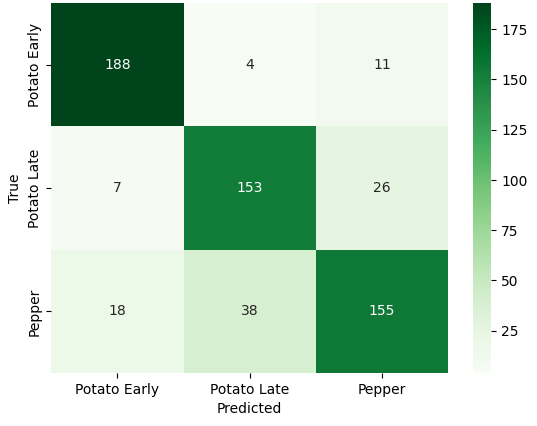 Potato Early
188
4
11
True
Potato Late
7
153
26
Pepper
18
38
155
Potato Early Potato Late Pepper
Predicted
175
150
125
100
75
50
25